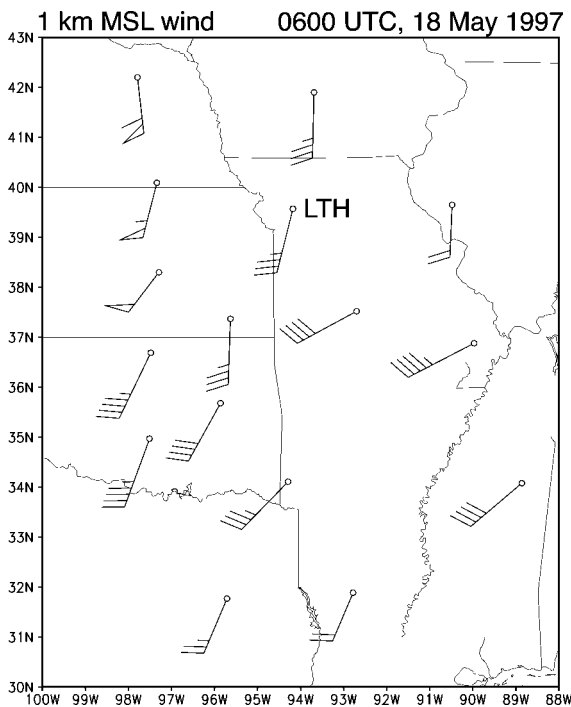 1 km MSL wind 0600 UTC, 18 May 1997
43N
42N
41N
40N
LTH
39N
38N
37N
36N
35N
34N
33N
32N
31N
30N
100W 99W 98W 97W 96W 95W 94W 93W 92W 91W 90W 89W 88W